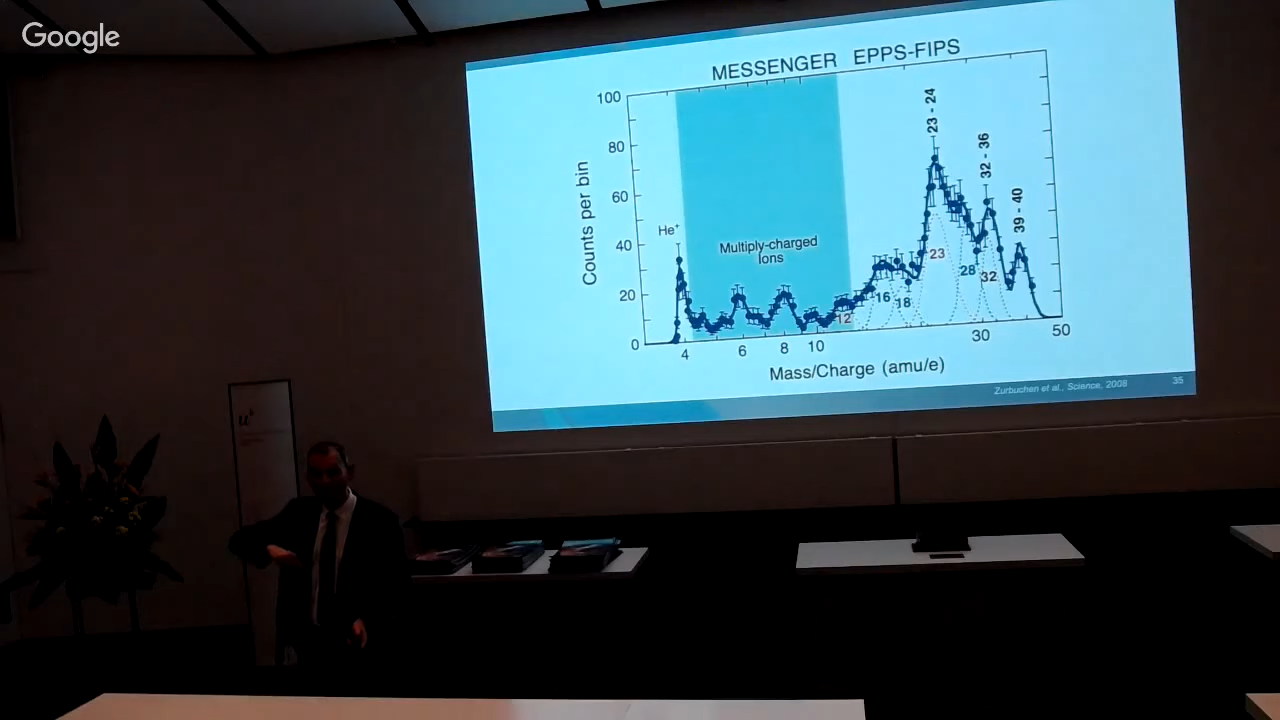 Google
MESSENGER EPPS-FIPS
100
80
60
40
20
0
Counts per bin
He⁺
Multiply-charged
Ions
12
16
18
23
28
32
23 - 24
32 - 36
39 - 40
4
6
8
10
30
50
Mass/Charge (amu/e)
Zurbuchen et al., Science, 2008
35